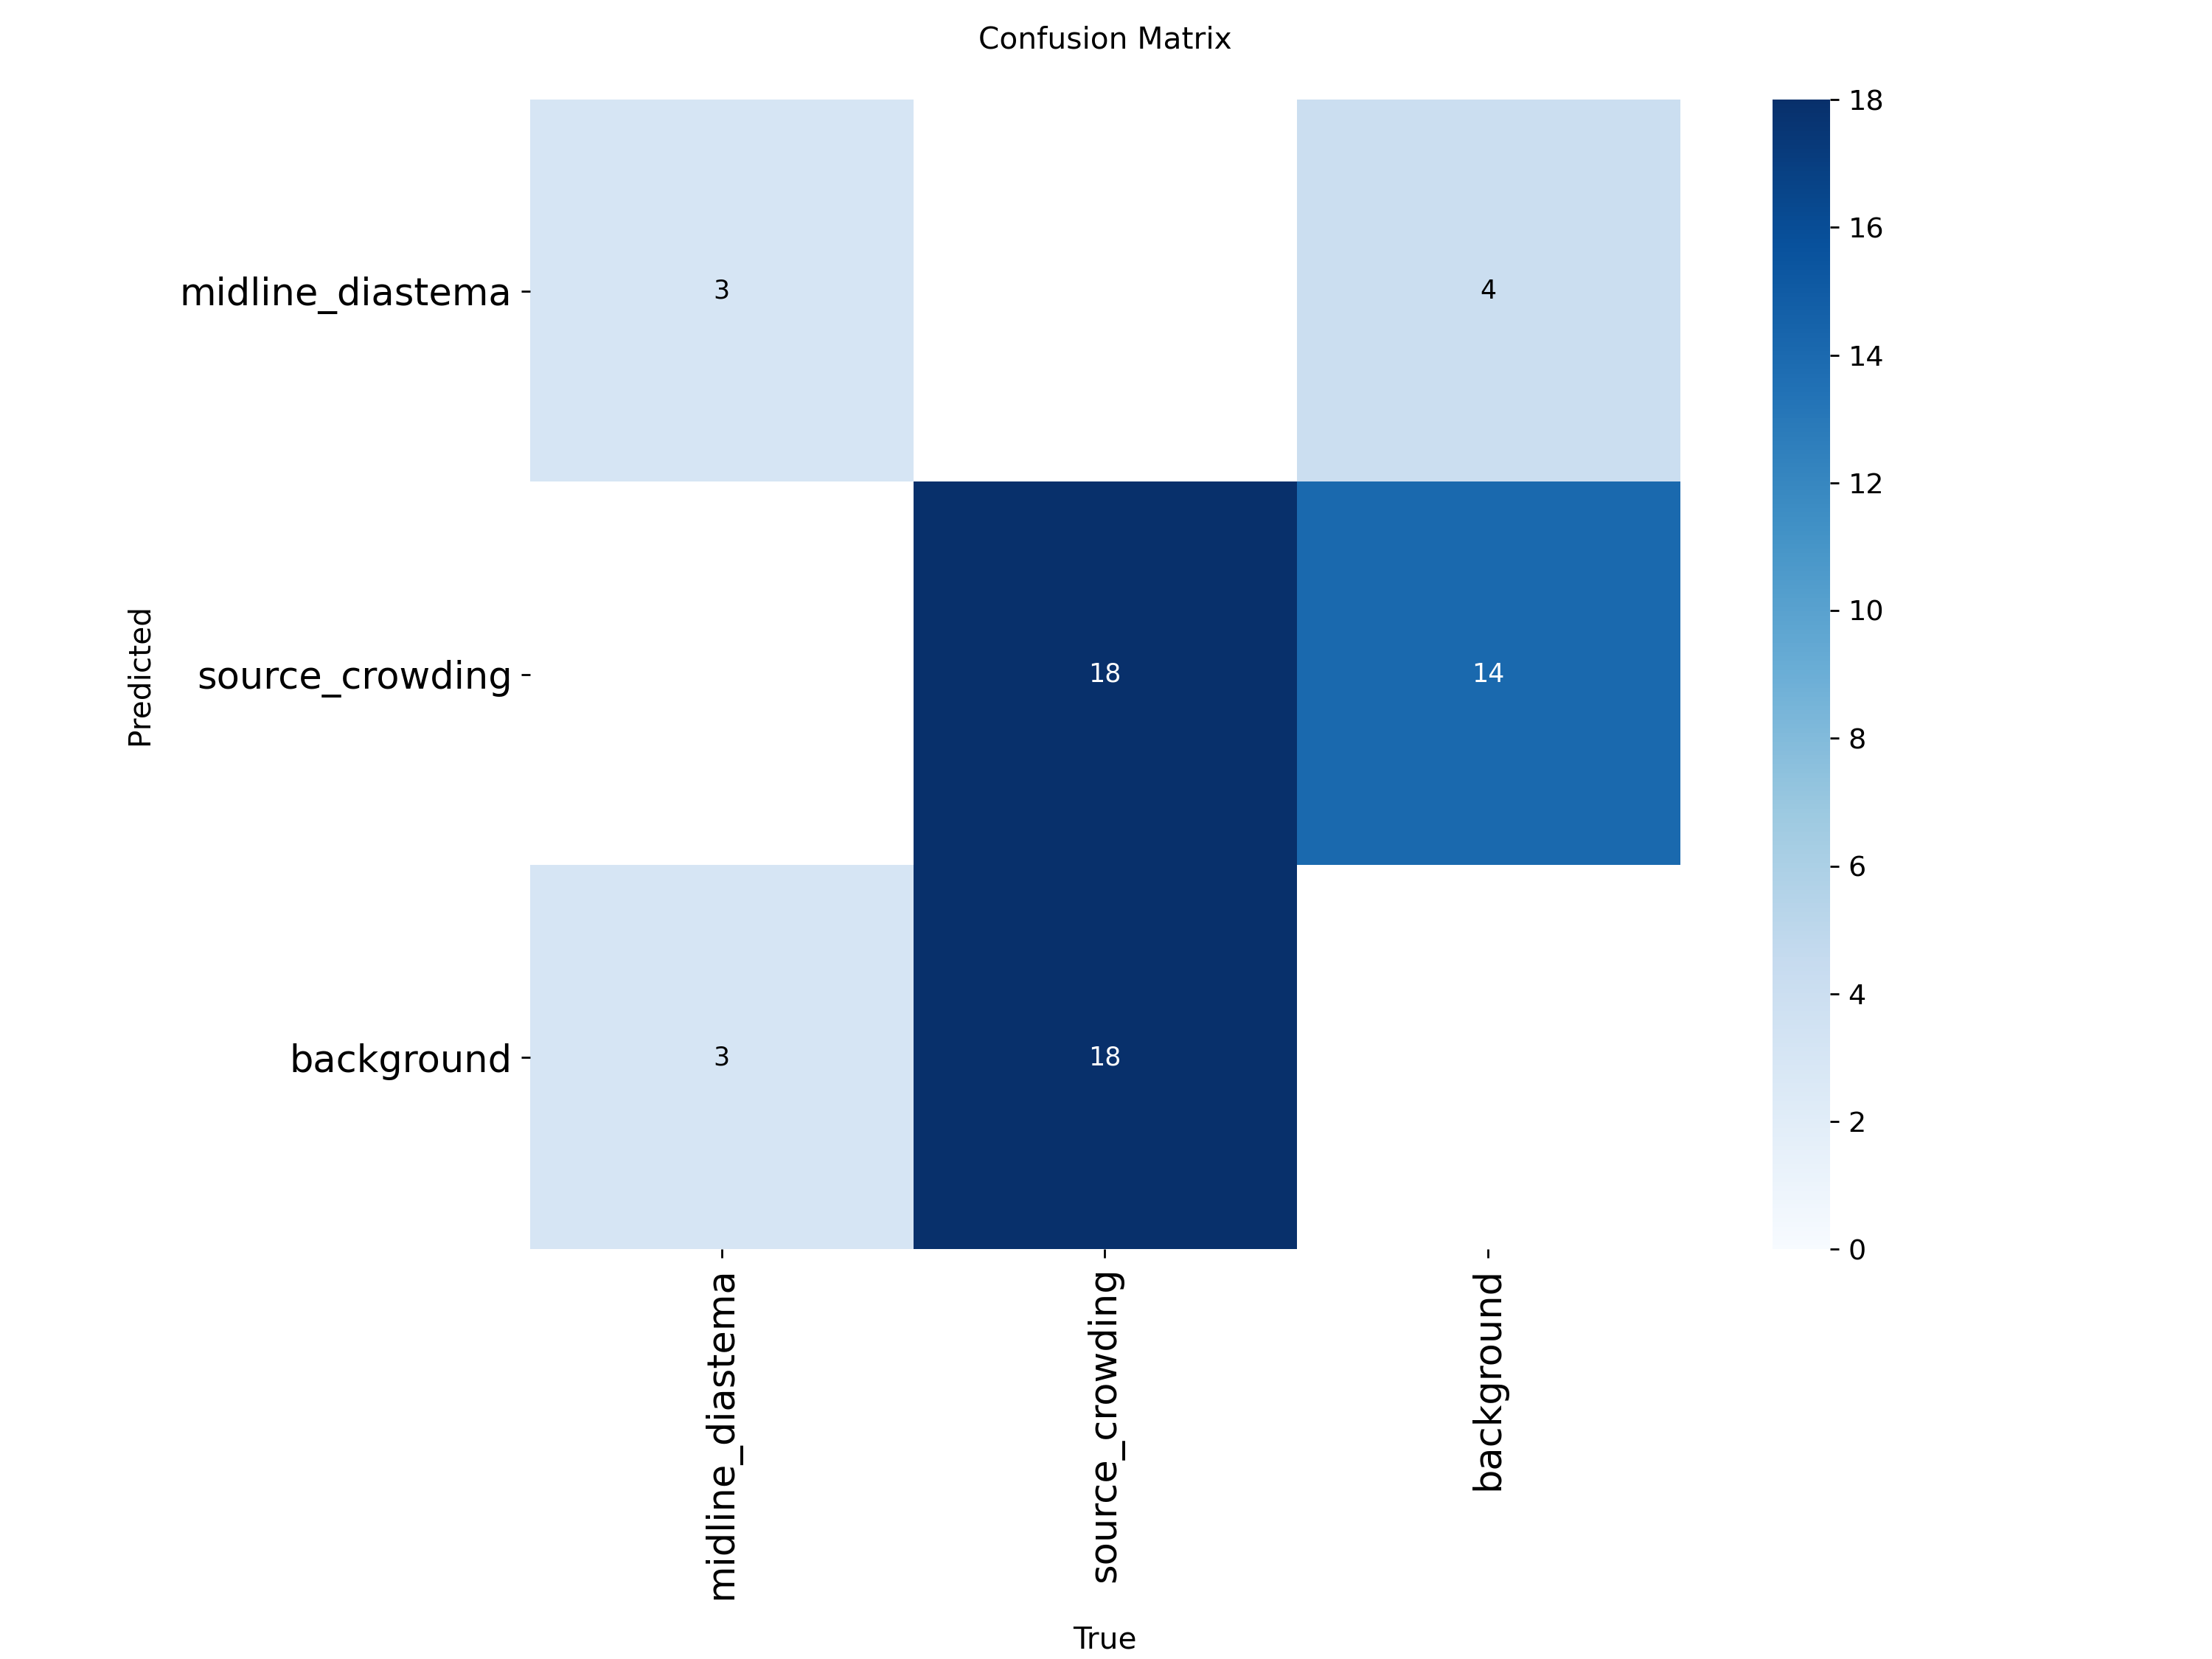 Confusion Matrix
midline_diastema
3
4
source_crowding
18
14
background
3
18
Predicted
midline_diastema
source_crowding
background
True
18
16
14
12
10
8
6
4
2
0